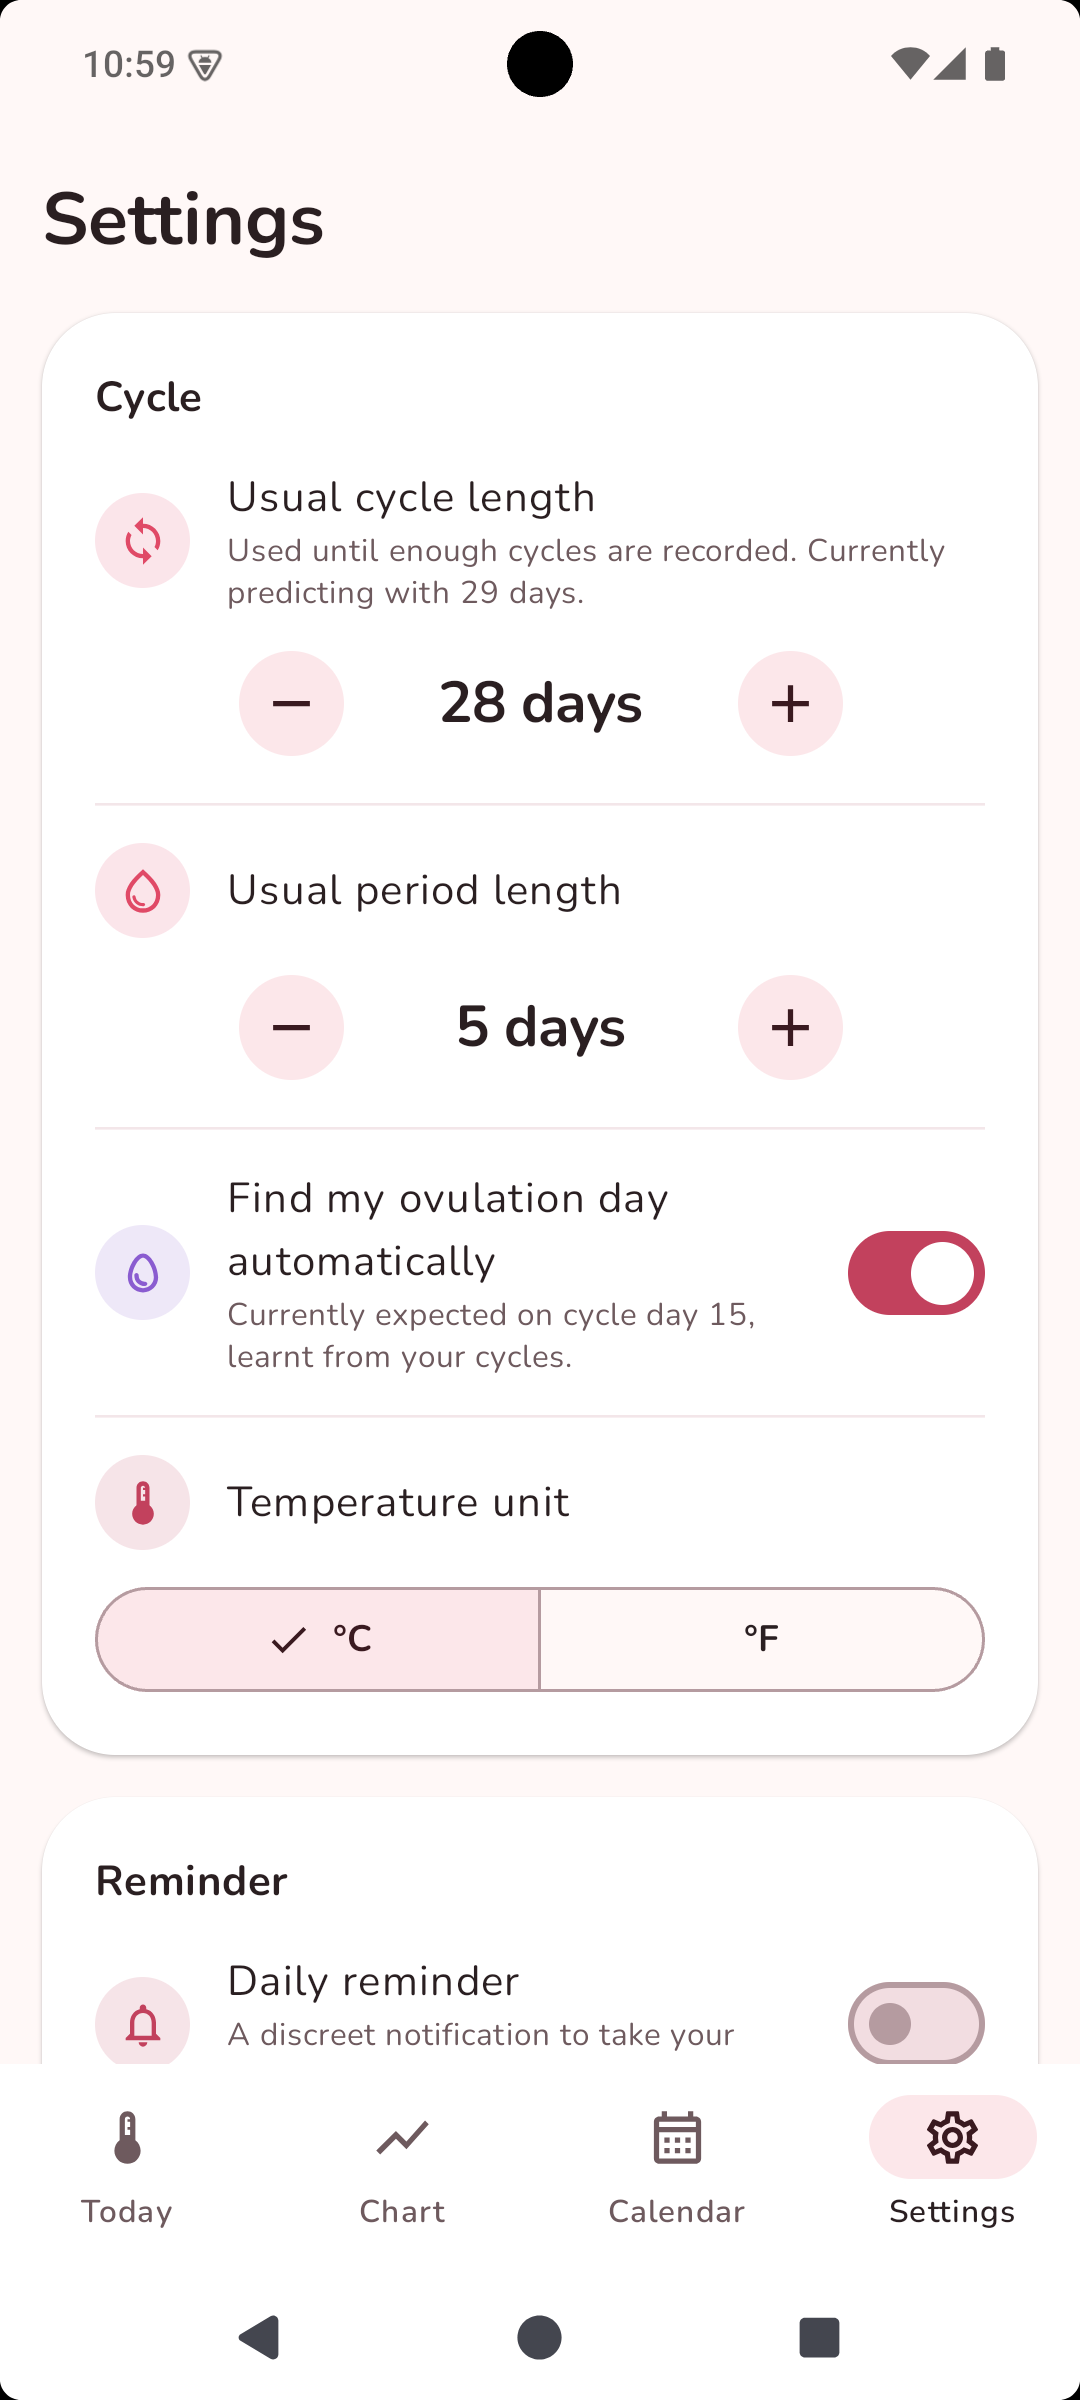 10:59
Settings
Cycle
Usual cycle length
Used until enough cycles are recorded. Currently
predicting with 29 days.
28 days
Usual period length
5 days
Find my ovulation day
automatically
Currently expected on cycle day 15,
learnt from your cycles.
Temperature unit
°C
°F
Reminder
Daily reminder
A discreet notification to take your
Today
Chart
Calendar
Settings